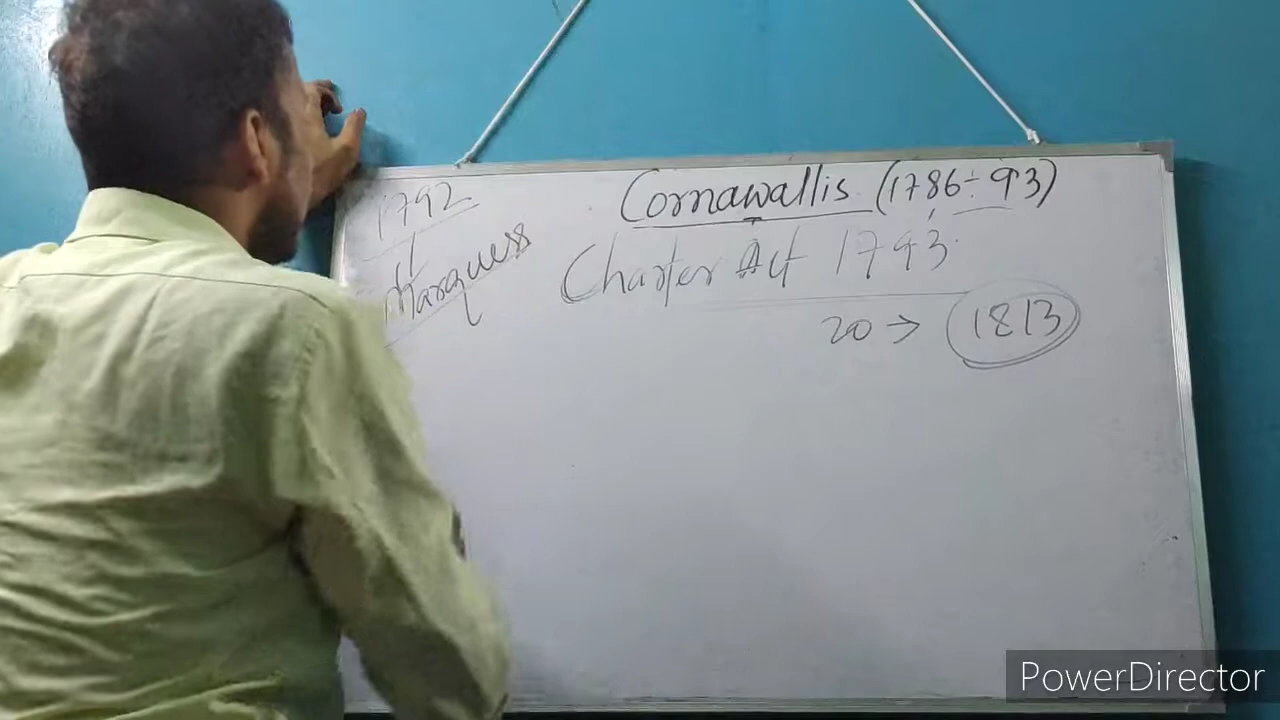 Cornawallis (1786-93)
1792
Marquess
Charter Act 1793
20 → 1813
PowerDirector